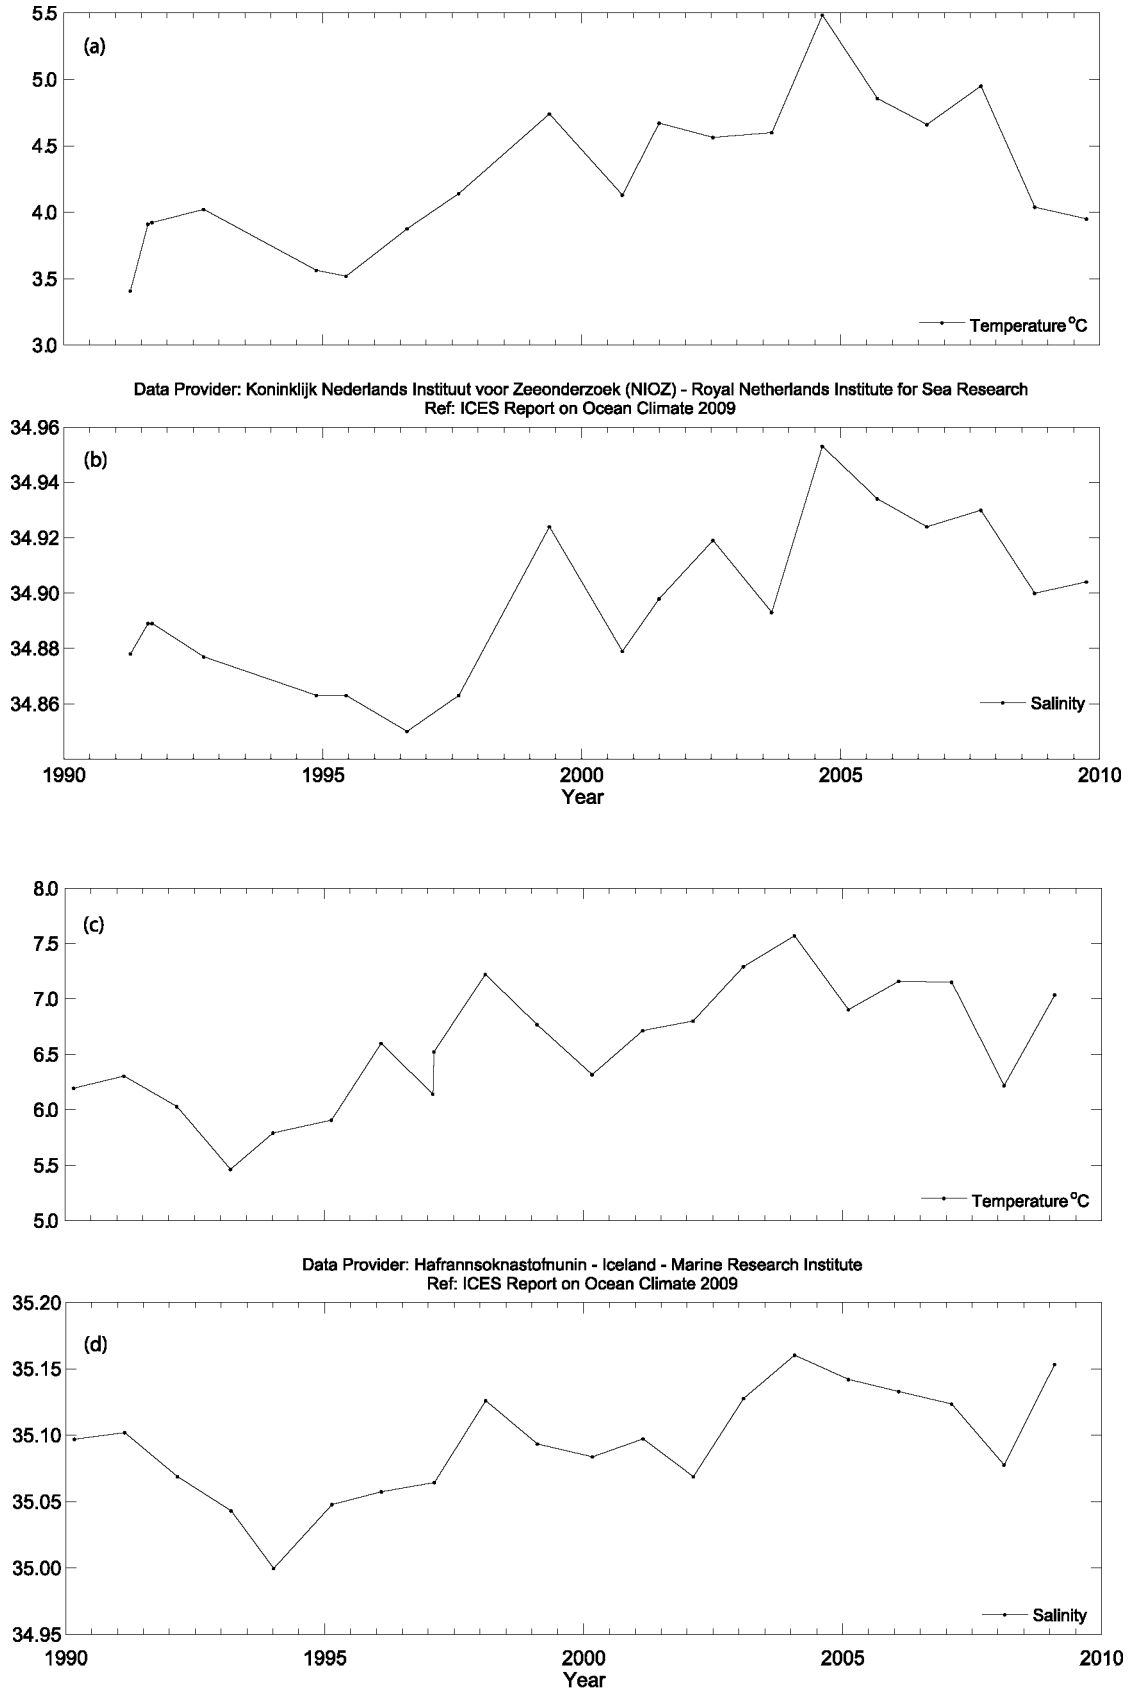 5.5
(a)
5.0
4.5
4.0
3.5
Temperature °C
3.0
1990 1995 2000 2005 2010
Data Provider: Koninklijk Nederlands Instituut voor Zeeonderzoek (NIOZ) - Royal Netherlands Institute for Sea Research
Ref: ICES Report on Ocean Climate 2009
34.96
(b)
34.94
34.92
34.90
34.88
34.86
Salinity
1990 1995 2000 2005 2010
Year
8.0
(c)
7.5
7.0
6.5
6.0
5.5
Temperature °C
5.0
Data Provider: Hafrannsoknastofnunin - Iceland - Marine Research Institute
Ref: ICES Report on Ocean Climate 2009
35.20
(d)
35.15
35.10
35.05
35.00
Salinity
34.95
1990 1995 2000 2005 2010
Year